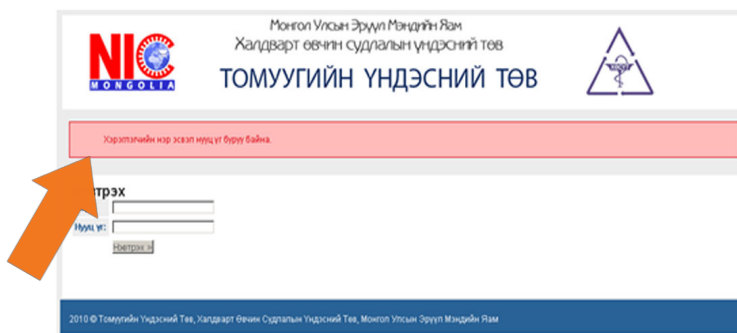 Монгол Улсын Эрүүл Мэндийн Яам
Халдварт өвчин судлалын үндэсний төв
NIC
MONGOLIA
ТОМУУГИЙН ҮНДЭСНИЙ ТӨВ
Хэрэглэгчийн нэр эсвэл нууц үг буруу байна.
трэх
Нууц үг:
Нэвтрэх >
2010 © Томуугийн Үндэсний Төв, Халдварт Өвчин Судлалын Үндэсний Төв, Монгол Улсын Эрүүл Мэндийн Яам